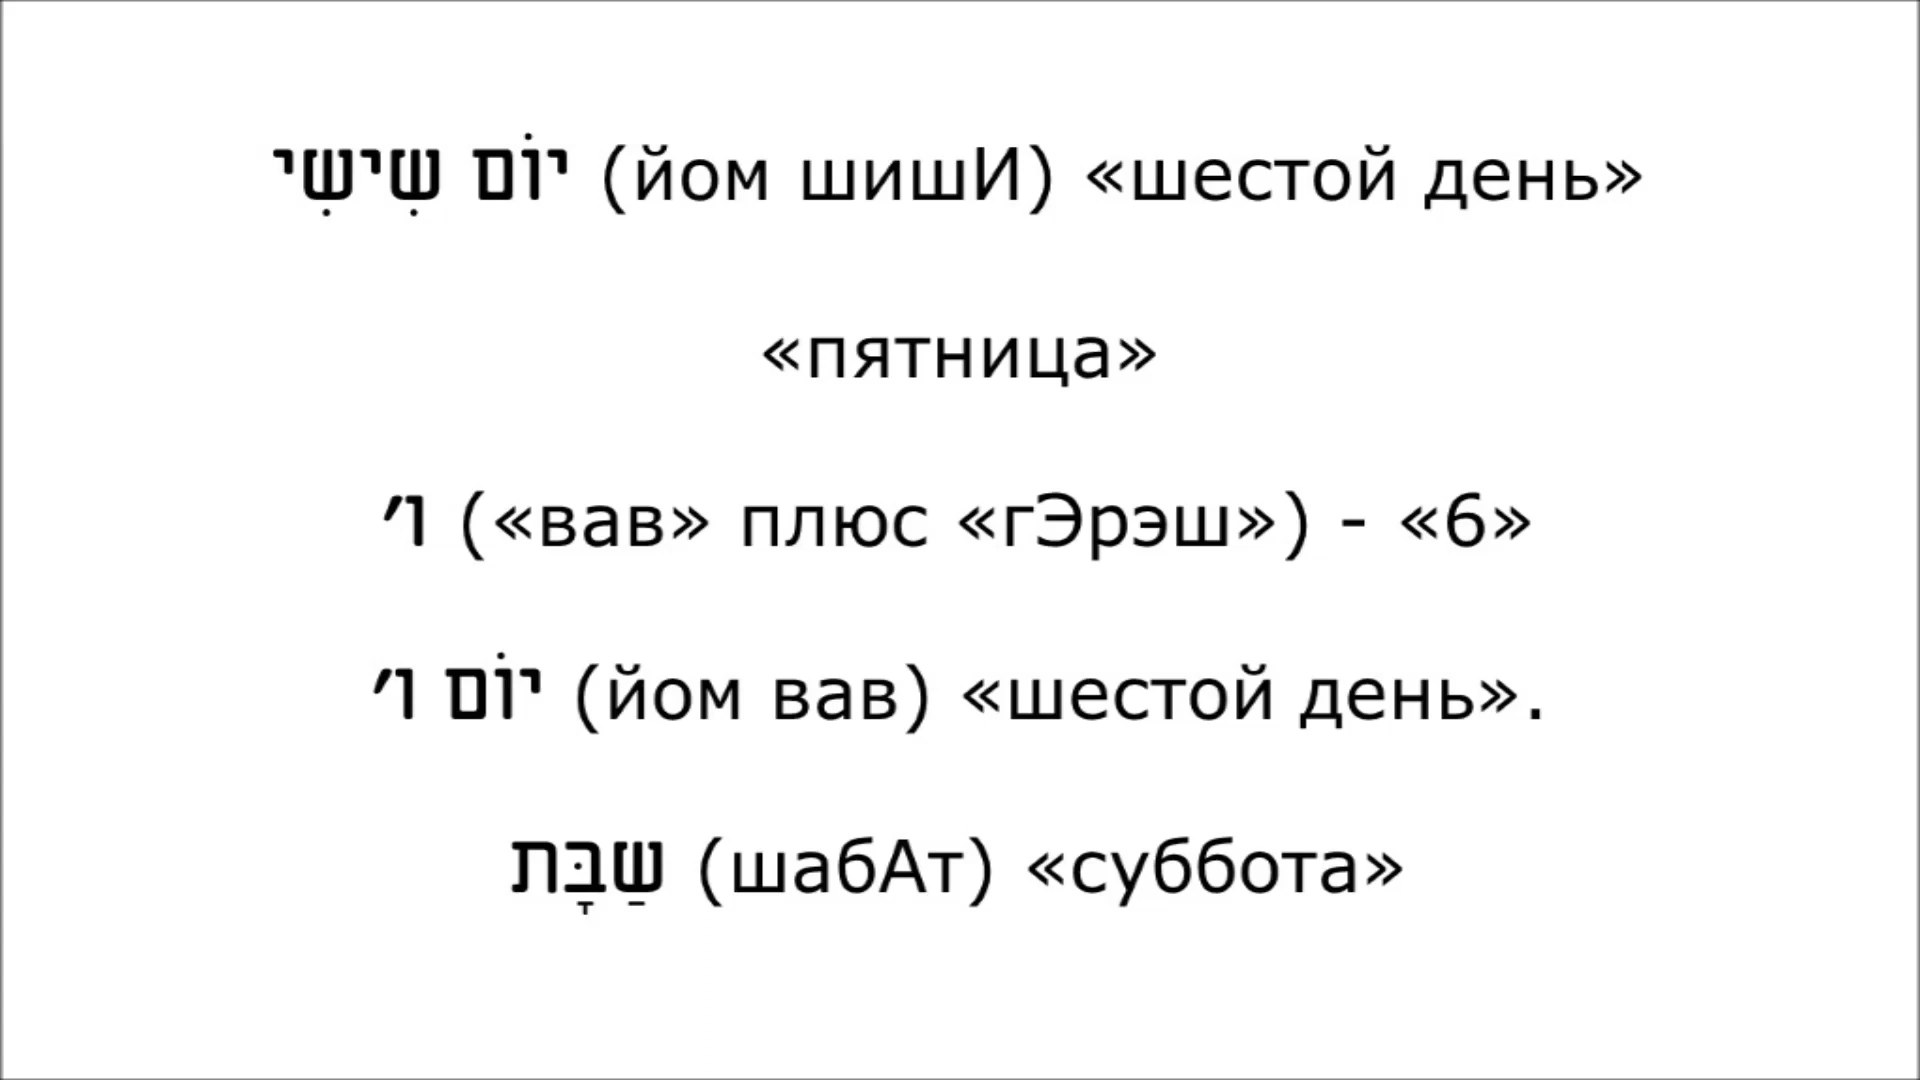 יוֹם שִישִי (йом шишИ) «шестой день»
«пятница»
ו׳ («вав» плюс «гЭрэш») - «6»
יוֹם ו׳ (йом вав) «шестой день».
שַבָּת (шабАт) «суббота»